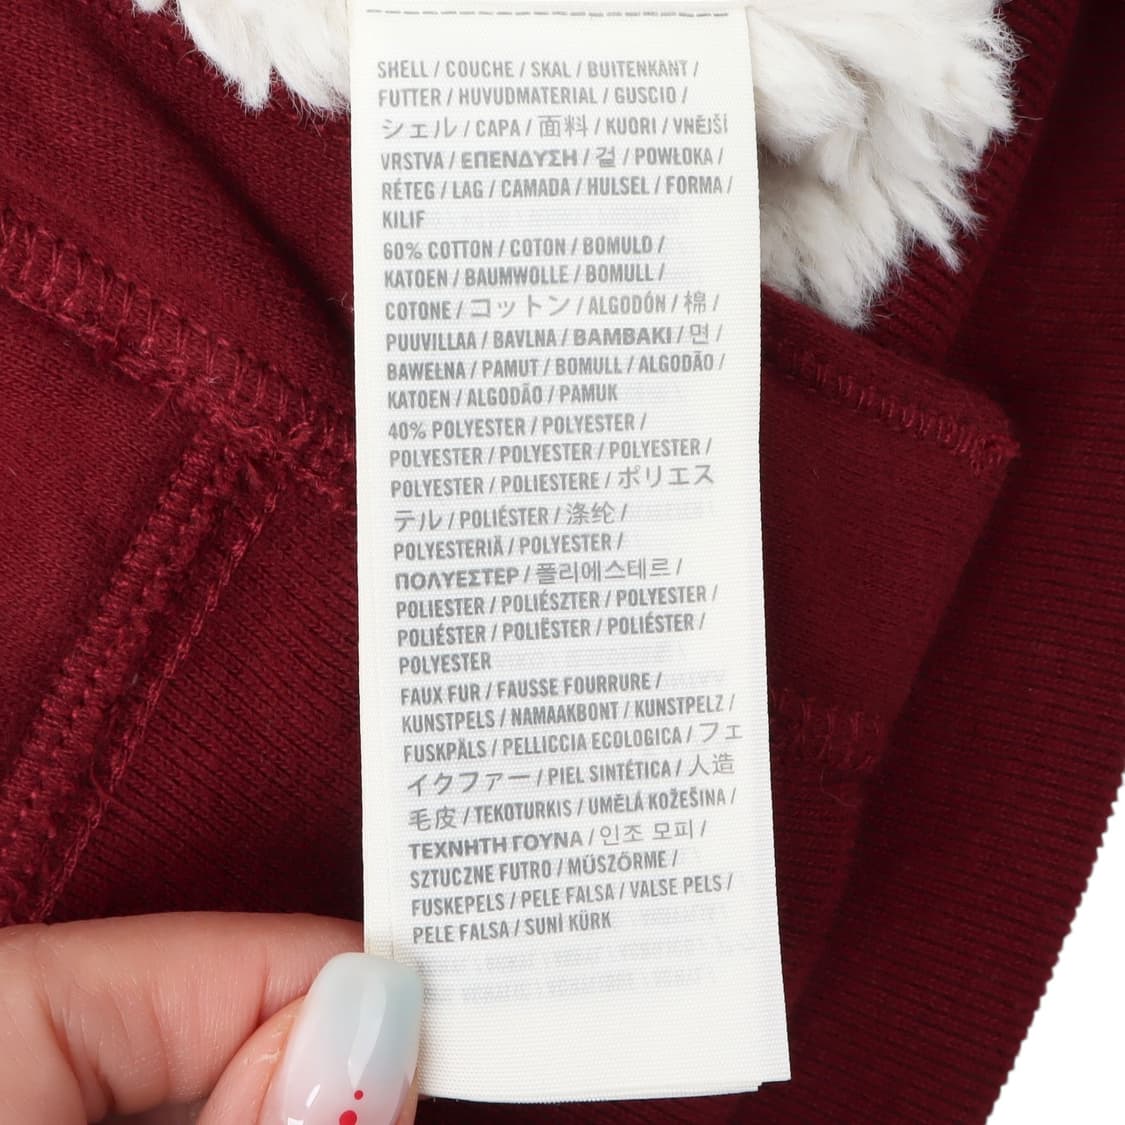 SHELL / COUCHE / SKAL / BUITENKANT /
FUTTER / HUVUDMATERIAL / GUSCIO /
シェル / CAPA / 面料 / KUORI / VNĚJŠÍ
VRSTVA / ΕΠΕΝΔΥΣΗ / 겉 / POWŁOKA /
RÉTEG / LAG / CAMADA / HULSEL / FORMA /
KILIF
60% COTTON / COTON / BOMULD /
KATOEN / BAUMWOLLE / BOMULL /
COTONE / コットン / ALGODÓN / 棉 /
PUUVILLAA / BAVLNA / ΒΑΜΒΑΚΙ / 면 /
BAWEŁNA / PAMUT / BOMULL / ALGODÃO /
KATOEN / ALGODÃO / PAMUK
40% POLYESTER / POLYESTER /
POLYESTER / POLYESTER / POLYESTER /
POLYESTER / POLIESTERE / ポリエス
テル / POLIÉSTER / 涤纶 /
POLYESTERIÄ / POLYESTER /
ΠΟΛΥΕΣΤΕΡ / 폴리에스테르 /
POLIESTER / POLIÉSZTER / POLYESTER /
POLIÉSTER / POLIËSTER / POLIÉSTER /
POLYESTER
FAUX FUR / FAUSSE FOURRURE /
KUNSTPELS / NAMAAKBONT / KUNSTPELZ /
FUSKPÄLS / PELLICCIA ECOLOGICA / フェ
イクファー / PIEL SINTÉTICA / 人造
毛皮 / TEKOTURKIS / UMĚLÁ KOŽEŠINA /
ΤΕΧΝΗΤΗ ΓΟΥΝΑ / 인조 모피 /
SZTUCZNE FUTRO / MŰSZŐRME /
FUSKEPELS / PELE FALSA / VALSE PELS /
PELE FALSA / SUNİ KÜRK